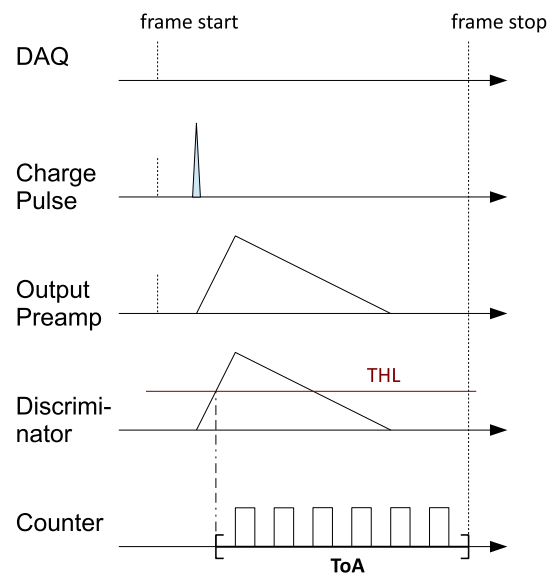 frame start
frame stop
DAQ
Charge
Pulse
Output
Preamp
THL
Discrimi-
nator
Counter
ToA